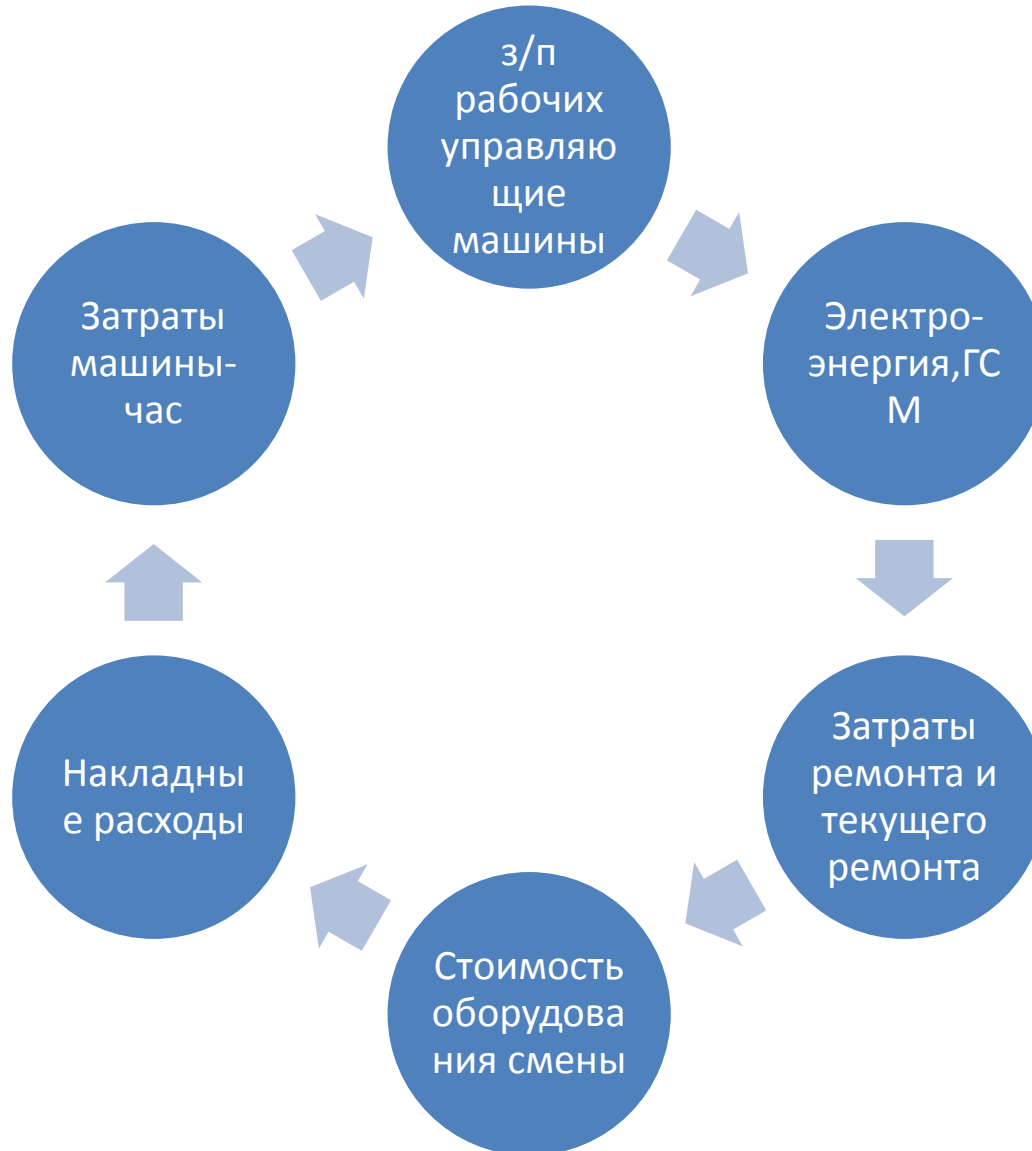 з/п
рабочих
управляю
щие
машины
Электро-
энергия,ГС
М
Затраты
ремонта и
текущего
ремонта
Стоимость
оборудова
ния смены
Накладны
е расходы
Затраты
машины-
час